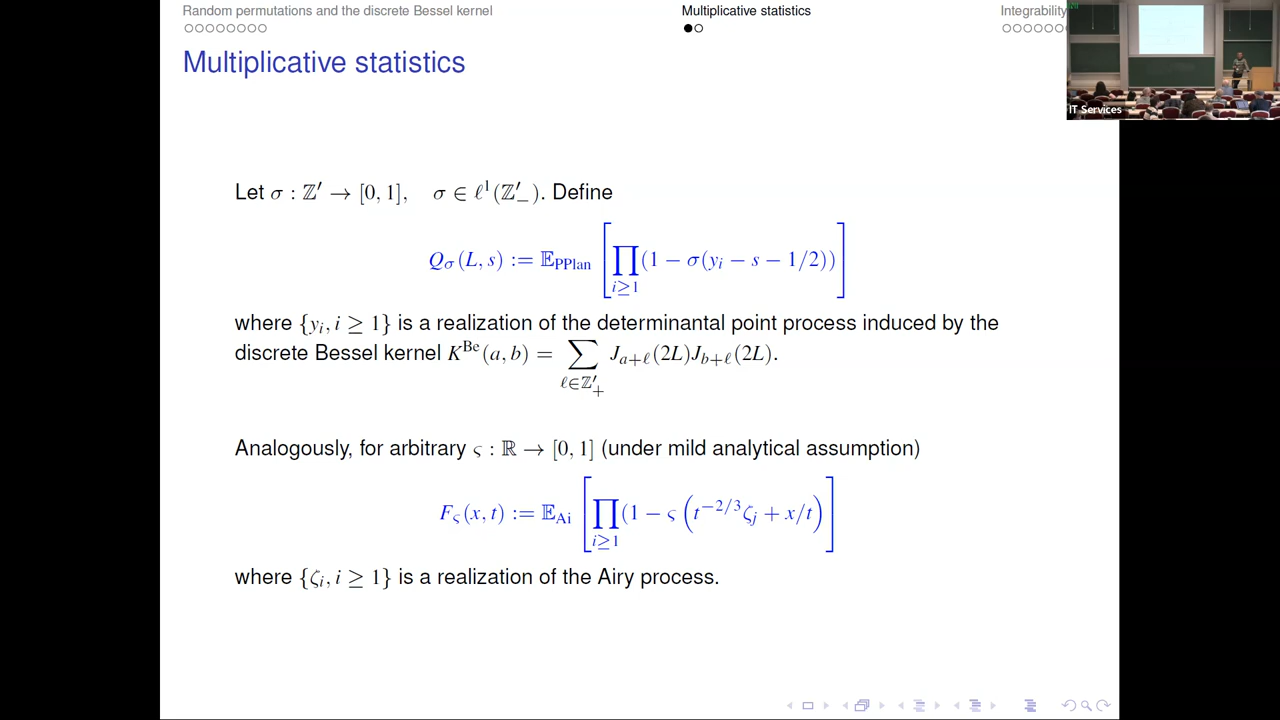 Random permutations and the discrete Bessel kernel
Multiplicative statistics
Integrability
Multiplicative statistics
Let σ : ℤ′ → [0, 1], σ ∈ ℓ¹(ℤ′₋). Define
Q_σ(L, s) := 𝔼_PPlan [∏_{i≥1} (1 − σ(y_i − s − 1/2))]
where {y_i, i ≥ 1} is a realization of the determinantal point process induced by the
discrete Bessel kernel K^Be(a, b) = ∑_{ℓ∈ℤ′₊} J_{a+ℓ}(2L)J_{b+ℓ}(2L).
Analogously, for arbitrary ς : ℝ → [0, 1] (under mild analytical assumption)
F_ς(x, t) := 𝔼_Ai [∏_{i≥1} (1 − ς (t^{−2/3}ζ_j + x/t)]
where {ζ_i, i ≥ 1} is a realization of the Airy process.
IT Services